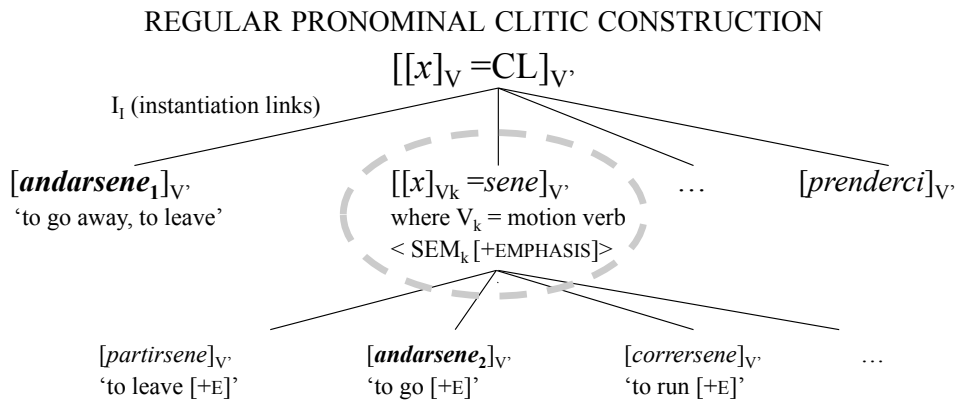 REGULAR PRONOMINAL CLITIC CONSTRUCTION
[[x]V =CL]V’
II (instantiation links)
[andarsene1]V’ [[x]Vk =sene]V’ … [prenderci]V’
‘to go away, to leave’ where Vk = motion verb
< SEMk [+EMPHASIS]>
[partirsene]V’ [andarsene2]V’ [corrersene]V’ …
‘to leave [+E]’ ‘to go [+E]’ ‘to run [+E]’